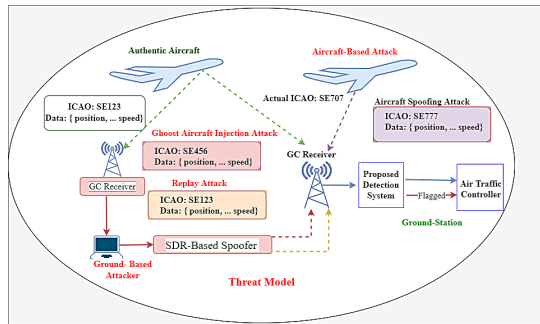 Authentic Aircraft
Aircraft-Based Attack
ICAO: SE123
Data: { position, ... speed}
Actual ICAO: SE707
Aircraft Spoofing Attack
ICAO: SE777
Data: { position, ... speed}
Ghoost Aircraft Injection Attack
ICAO: SE456
Data: { position, ... speed}
GC Receiver
GC Receiver
Replay Attack
ICAO: SE123
Data: { position, ... speed}
Proposed
Detection
System
Flagged
Air Traffic
Controller
Ground-Station
SDR-Based Spoofer
Ground- Based
Attacker
Threat Model